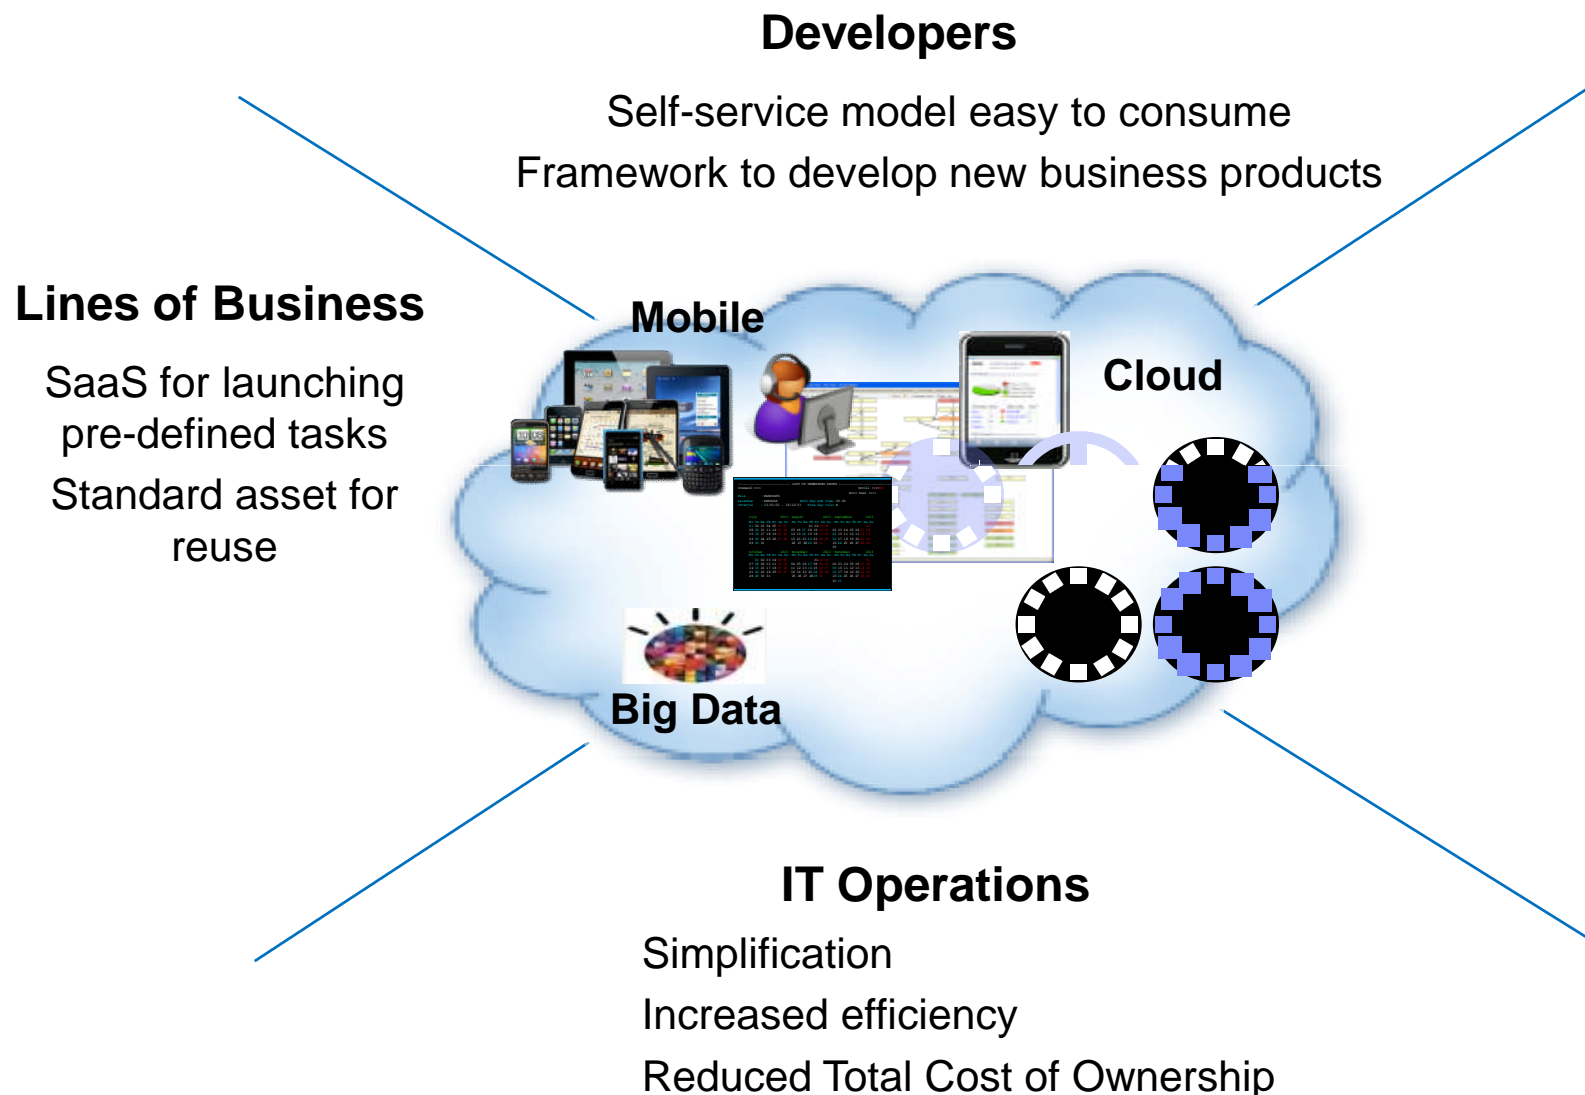 Developers
Self-service model easy to consume
Framework to develop new business products
Lines of Business
SaaS for launching
pre-defined tasks
Standard asset for
reuse
Mobile
Cloud
Big Data
IT Operations
Simplification
Increased efficiency
Reduced Total Cost of Ownership